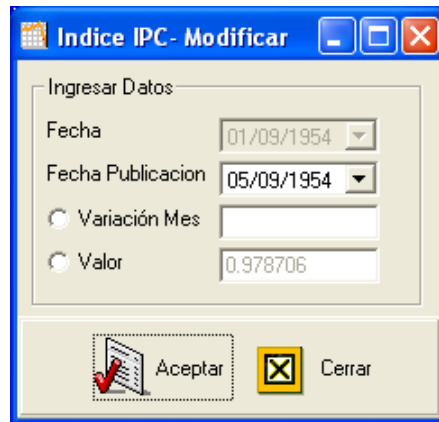 Indice IPC- Modificar
Ingresar Datos
Fecha 01/09/1954
Fecha Publicacion 05/09/1954
Variación Mes
Valor 0.978706
Aceptar Cerrar